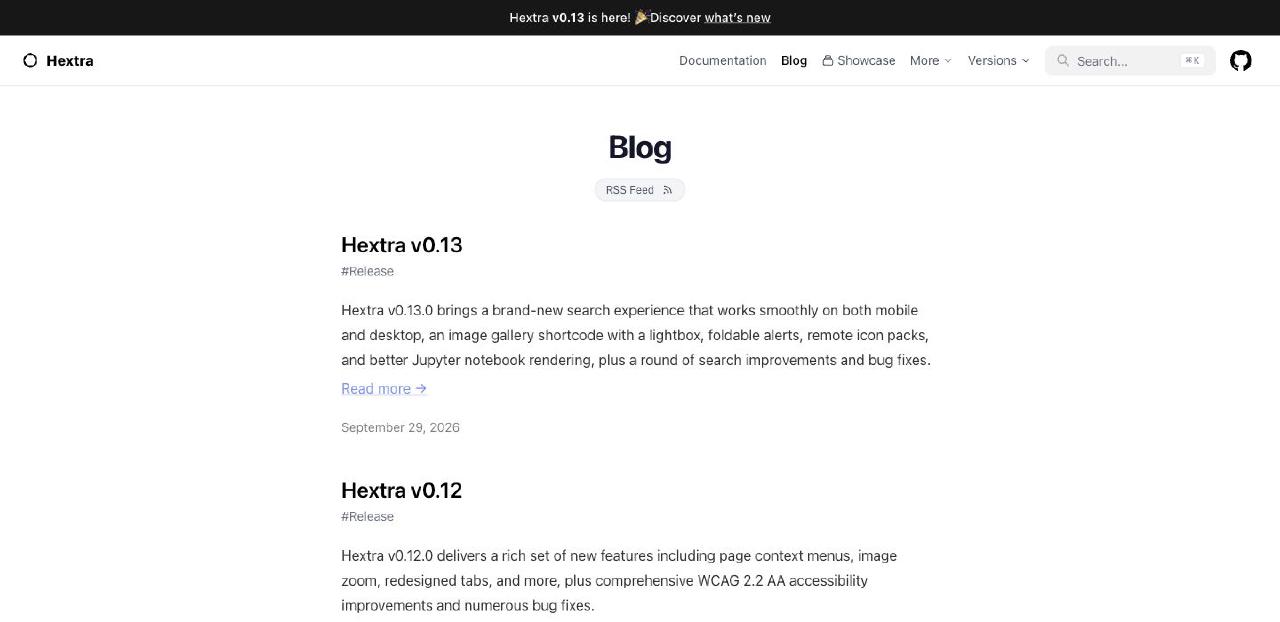 Hextra v0.13 is here! 🎉Discover what's new
Hextra
Documentation
Blog
Showcase
More
Versions
Search...
⌘K
Blog
RSS Feed
Hextra v0.13
#Release
Hextra v0.13.0 brings a brand-new search experience that works smoothly on both mobile
and desktop, an image gallery shortcode with a lightbox, foldable alerts, remote icon packs,
and better Jupyter notebook rendering, plus a round of search improvements and bug fixes.
Read more →
September 29, 2026
Hextra v0.12
#Release
Hextra v0.12.0 delivers a rich set of new features including page context menus, image
zoom, redesigned tabs, and more, plus comprehensive WCAG 2.2 AA accessibility
improvements and numerous bug fixes.